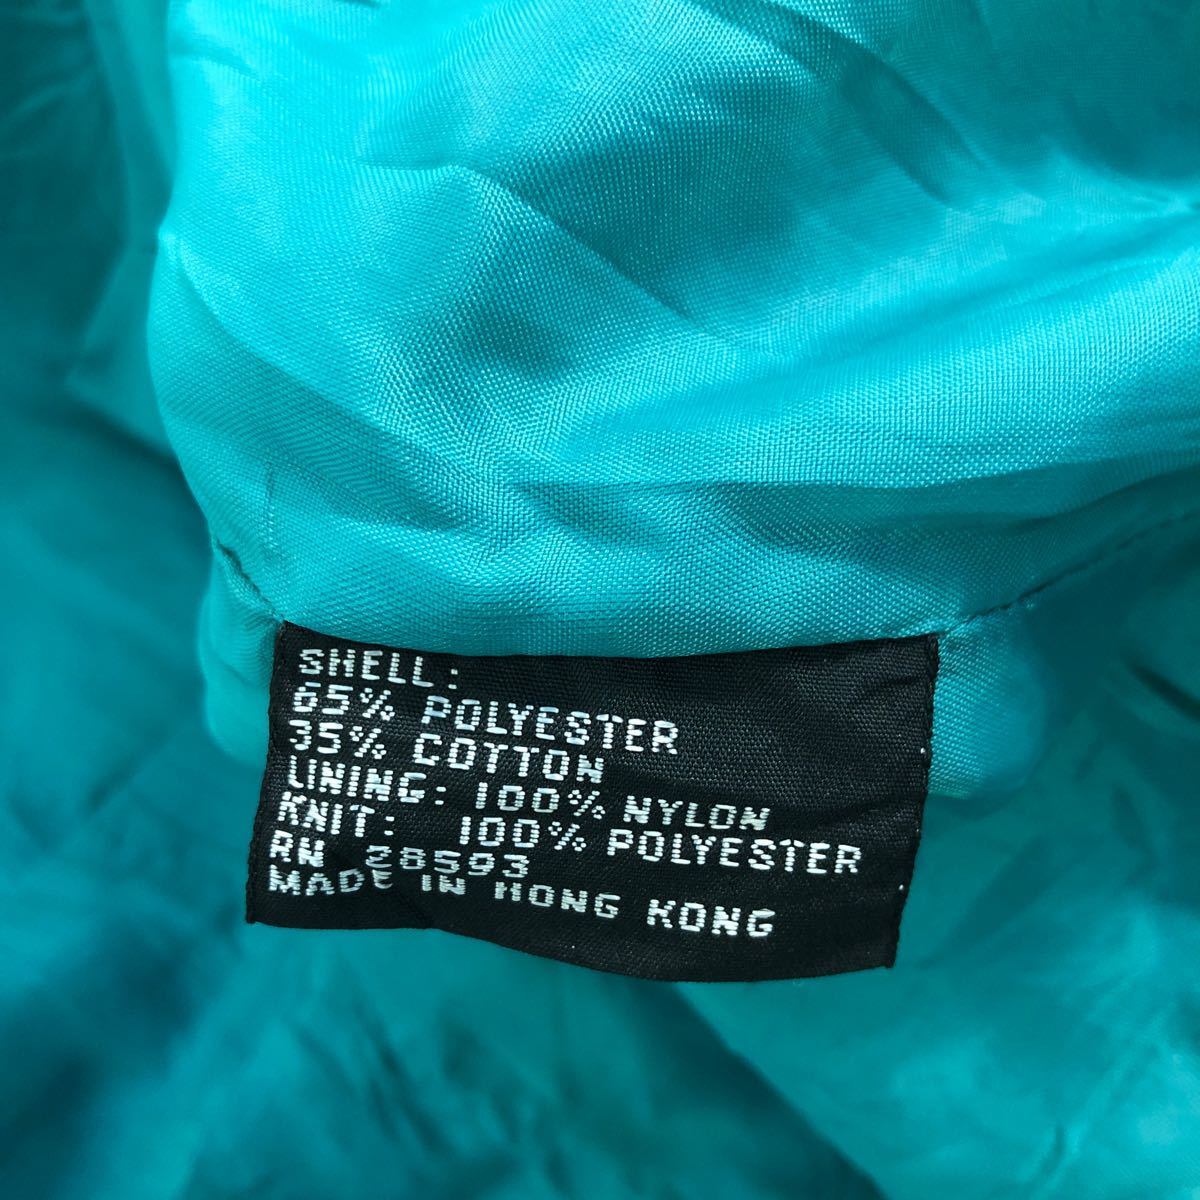 SHELL:
65% POLYESTER
35% COTTON
LINING: 100% NYLON
KNIT: 100% POLYESTER
RN 28593
MADE IN HONG KONG